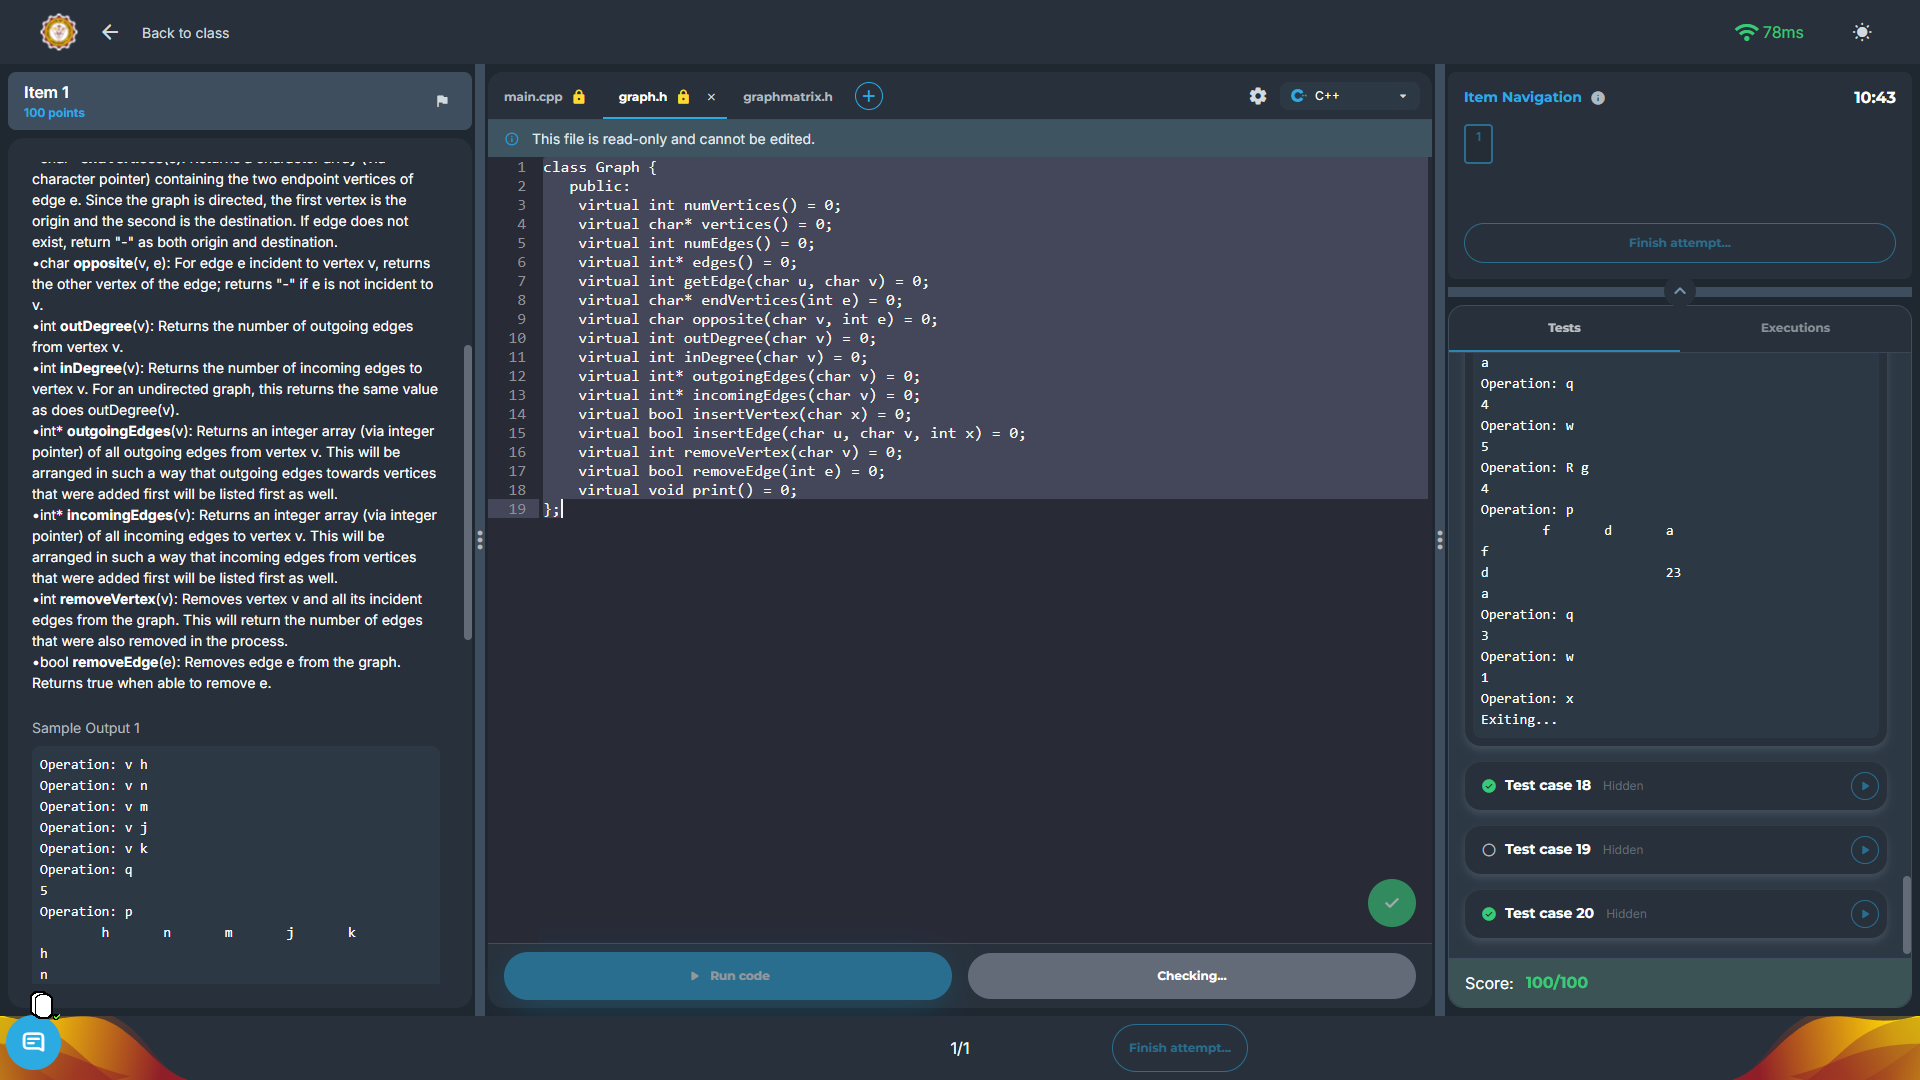 Back to class
78ms
Item 1
100 points
character pointer) containing the two endpoint vertices of
edge e. Since the graph is directed, the first vertex is the
origin and the second is the destination. If edge does not
exist, return "-" as both origin and destination.
•char opposite(v, e): For edge e incident to vertex v, returns
the other vertex of the edge; returns "-" if e is not incident to
v.
•int outDegree(v): Returns the number of outgoing edges
from vertex v.
•int inDegree(v): Returns the number of incoming edges to
vertex v. For an undirected graph, this returns the same value
as does outDegree(v).
•int* outgoingEdges(v): Returns an integer array (via integer
pointer) of all outgoing edges from vertex v. This will be
arranged in such a way that outgoing edges towards vertices
that were added first will be listed first as well.
•int* incomingEdges(v): Returns an integer array (via integer
pointer) of all incoming edges to vertex v. This will be
arranged in such a way that incoming edges from vertices
that were added first will be listed first as well.
•int removeVertex(v): Removes vertex v and all its incident
edges from the graph. This will return the number of edges
that were also removed in the process.
•bool removeEdge(e): Removes edge e from the graph.
Returns true when able to remove e.
Sample Output 1
Operation: v h
Operation: v n
Operation: v m
Operation: v j
Operation: v k
Operation: q
5
Operation: p
h n m j k
h
n
main.cpp graph.h × graphmatrix.h
C++
This file is read-only and cannot be edited.
1 class Graph {
2 public:
3 virtual int numVertices() = 0;
4 virtual char* vertices() = 0;
5 virtual int numEdges() = 0;
6 virtual int* edges() = 0;
7 virtual int getEdge(char u, char v) = 0;
8 virtual char* endVertices(int e) = 0;
9 virtual char opposite(char v, int e) = 0;
10 virtual int outDegree(char v) = 0;
11 virtual int inDegree(char v) = 0;
12 virtual int* outgoingEdges(char v) = 0;
13 virtual int* incomingEdges(char v) = 0;
14 virtual bool insertVertex(char x) = 0;
15 virtual bool insertEdge(char u, char v, int x) = 0;
16 virtual int removeVertex(char v) = 0;
17 virtual bool removeEdge(int e) = 0;
18 virtual void print() = 0;
19 };
Run code
Checking...
Item Navigation
10:43
1
Finish attempt...
Tests
Executions
a
Operation: q
4
Operation: w
5
Operation: R g
4
Operation: p
f d a
f
d 23
a
Operation: q
3
Operation: w
1
Operation: x
Exiting...
Test case 18 Hidden
Test case 19 Hidden
Test case 20 Hidden
Score: 100/100
1/1
Finish attempt...